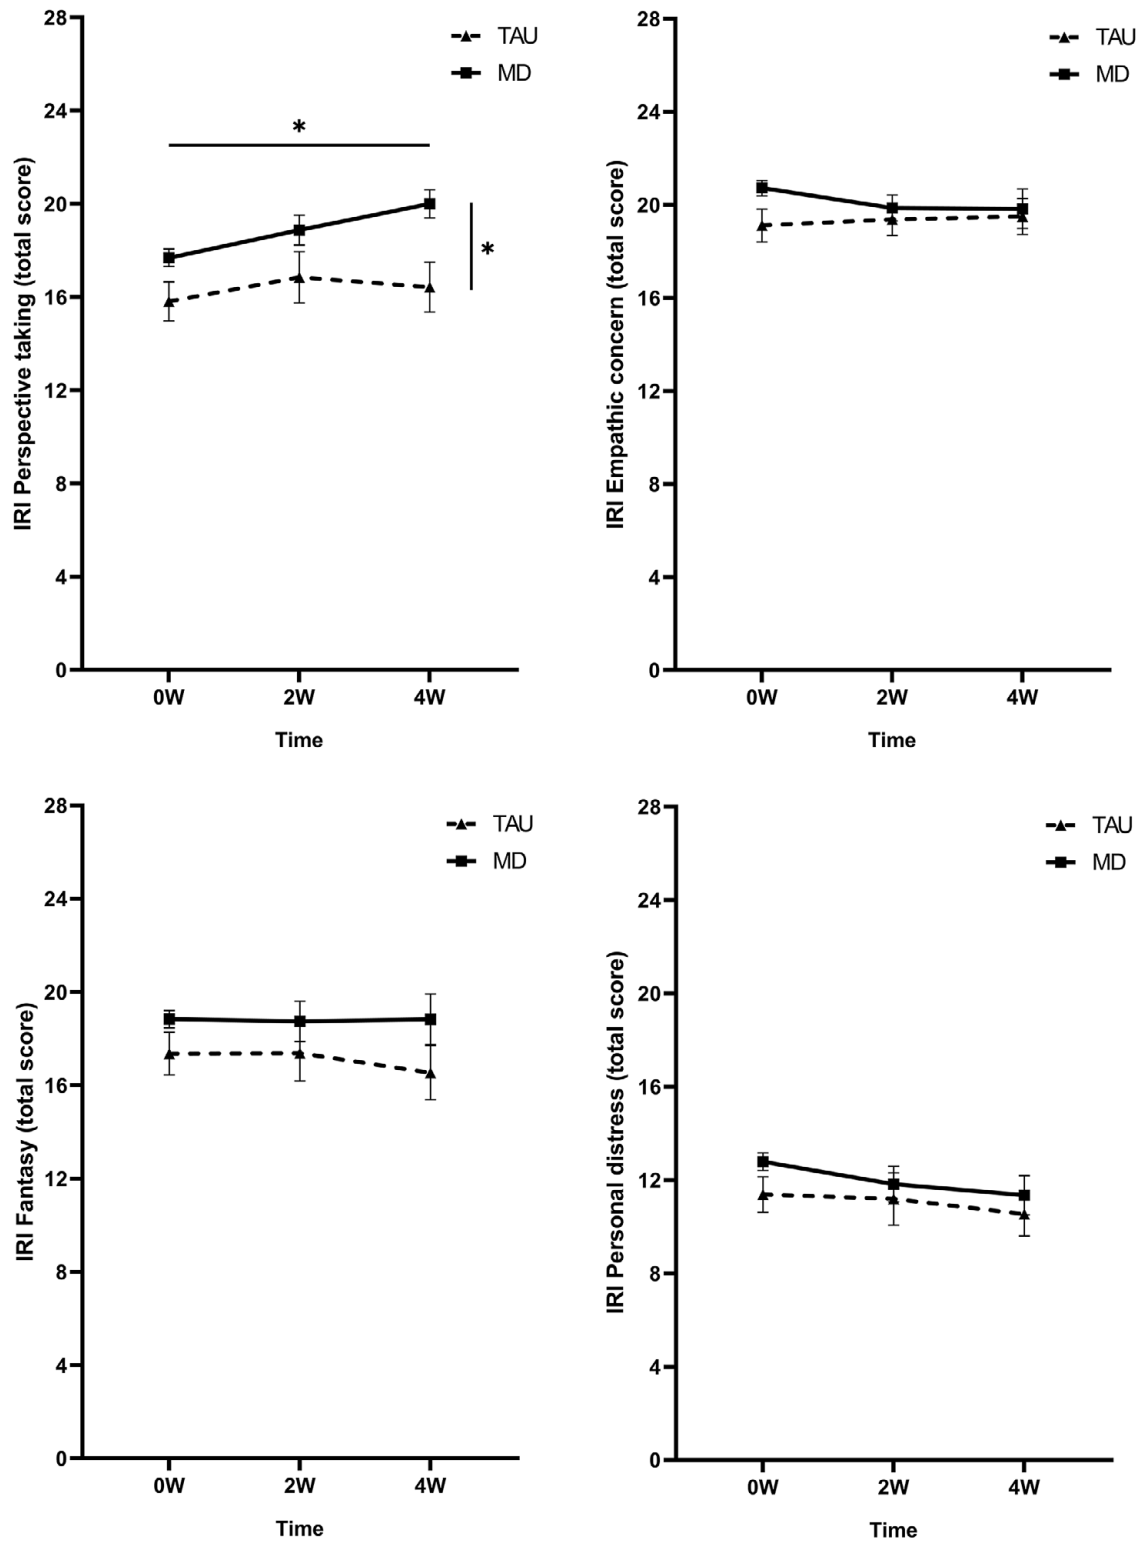 IRI Perspective taking (total score)
28
24
20
16
12
8
4
0
TAU
MD
*
*
0W 2W 4W
Time
IRI Empathic concern (total score)
28
24
20
16
12
8
4
0
TAU
MD
0W 2W 4W
Time
IRI Fantasy (total score)
28
24
20
16
12
8
4
0
TAU
MD
0W 2W 4W
Time
IRI Personal distress (total score)
28
24
20
16
12
8
4
0
TAU
MD
0W 2W 4W
Time